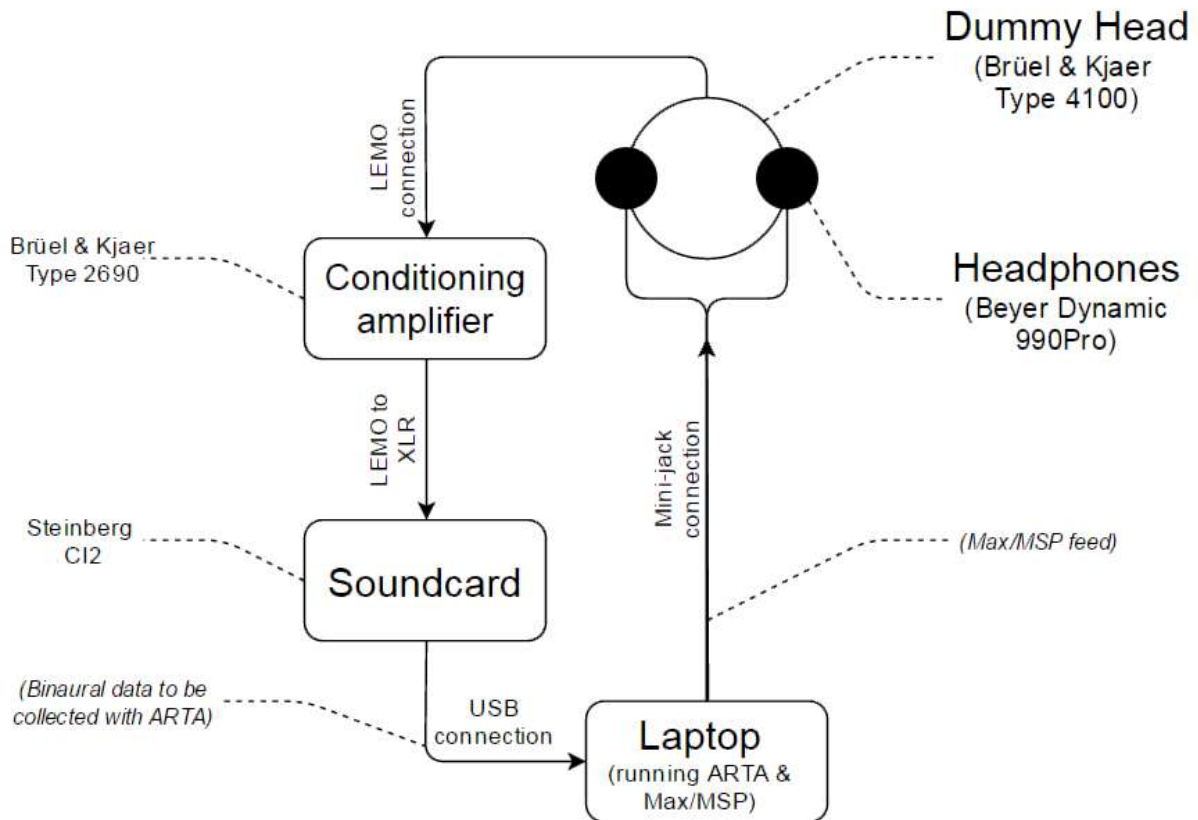 Dummy Head
(Brüel & Kjaer
Type 4100)
LEMO
connection
Brüel & Kjaer
Type 2690
Conditioning
amplifier
Headphones
(Beyer Dynamic
990Pro)
LEMO to
XLR
Mini-jack
connection
Steinberg
CI2
Soundcard
(Max/MSP feed)
(Binaural data to be
collected with ARTA)
USB
connection
Laptop
(running ARTA &
Max/MSP)